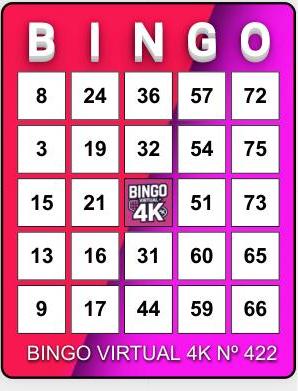 B I N G O
8 24 36 57 72
3 19 32 54 75
15 21 BINGO VIRTUAL 4K 51 73
13 16 31 60 65
9 17 44 59 66
BINGO VIRTUAL 4K Nº 422